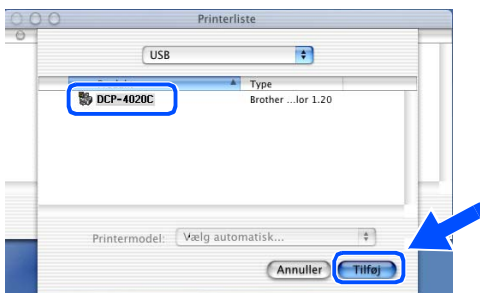 Printerliste
USB
Type
DCP-4020C
Brother ...lor 1.20
Printermodel: Vælg automatisk...
Annuller
Tilføj